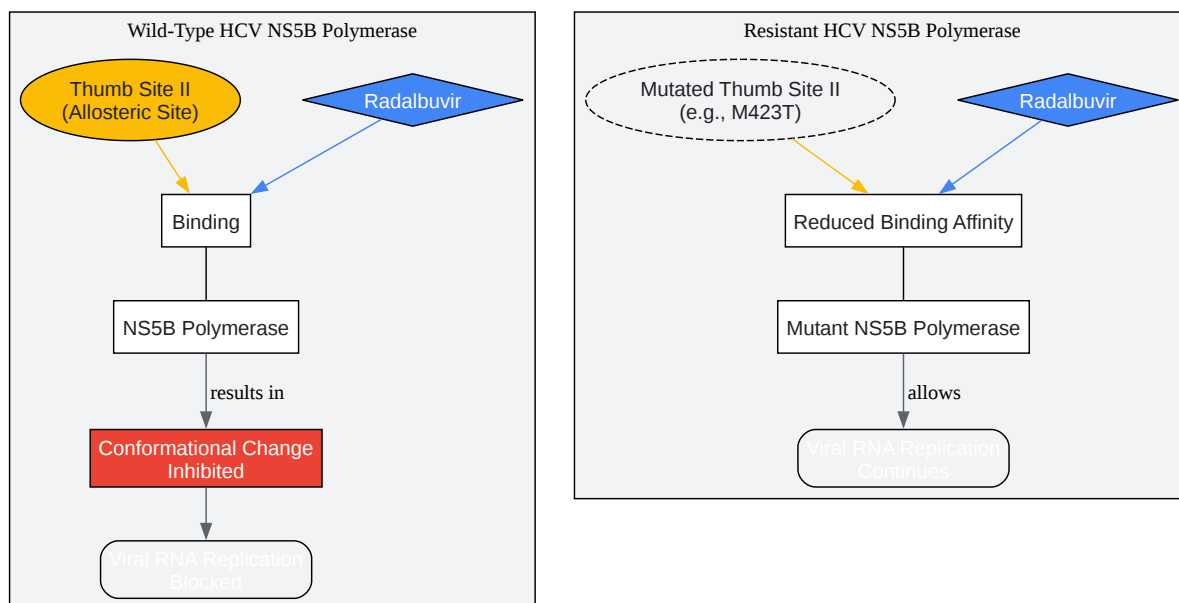 Wild-Type HCV NS5B Polymerase
Thumb Site II
(Allosteric Site)
Radalbuvir
Binding
NS5B Polymerase
results in
Conformational Change
Inhibited
Viral RNA Replication
Blocked
Resistant HCV NS5B Polymerase
Mutated Thumb Site II
(e.g., M423T)
Radalbuvir
Reduced Binding Affinity
Mutant NS5B Polymerase
allows
Viral RNA Replication
Continues